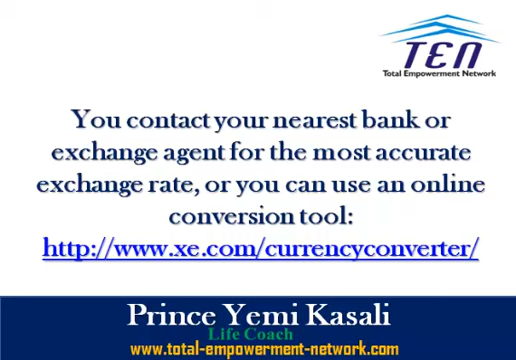 TEN
Total Empowerment Network
You contact your nearest bank or
exchange agent for the most accurate
exchange rate, or you can use an online
conversion tool:
http://www.xe.com/currencyconverter/
Prince Yemi Kasali
Life Coach
www.total-empowerment-network.com